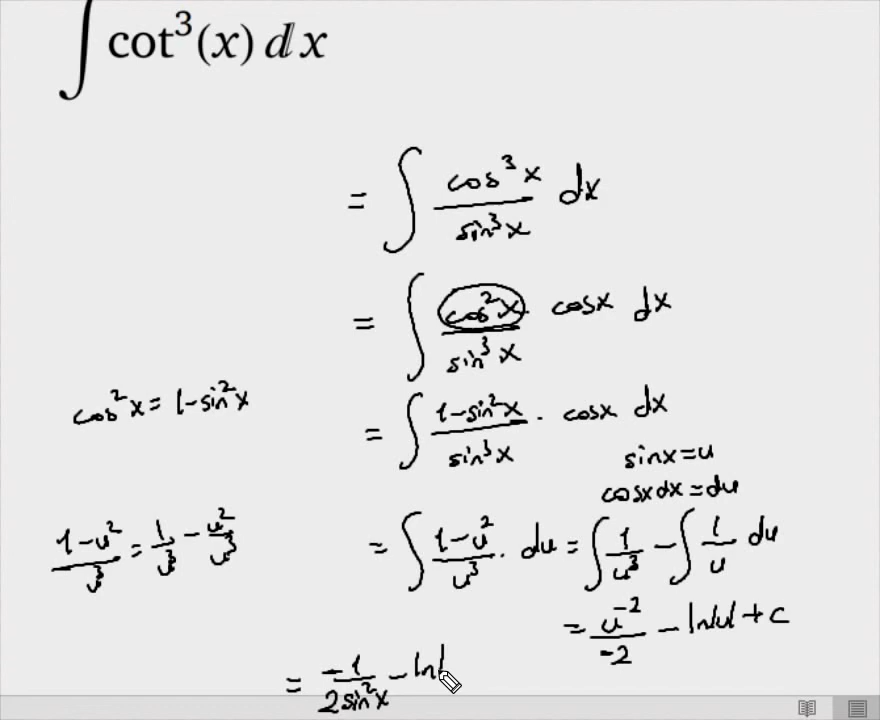 ∫ cot³(x) dx
= ∫ cos³x / sin³x dx
= ∫ cos²x / sin³x · cosx dx
cos²x = 1-sin²x
= ∫ 1-sin²x / sin³x · cosx dx
sinx = u
cosx dx = du
1-u² / u³ = 1 / u³ - u² / u³
= ∫ 1-u² / u³ · du = ∫ 1 / u³ - ∫ 1 / u du
= u⁻² / -2 - ln|u| + c
= -1 / 2sin²x - ln|